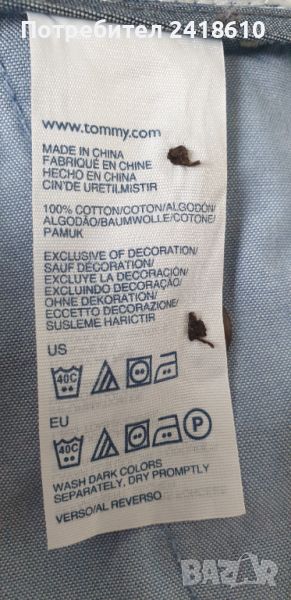 Потребител 2418610
www.tommy.com
MADE IN CHINA
FABRIQUÉ EN CHINE
HECHO EN CHINA
CIN'DE URETILMISTIR
100% COTTON/COTON/ALGODÓN/
ALGODÃO/BAUMWOLLE/COTONE/
PAMUK
EXCLUSIVE OF DECORATION/
SAUF DÉCORATION/
EXCLUYE LA DECORACIÓN/
EXCLUINDO DECORAÇÃO/
OHNE DEKORATION/
ECCETTO DECORAZIONE/
SUSLEME HARICTIR
US
40C
EU
40C P
WASH DARK COLORS
SEPARATELY, DRY PROMPTLY
VERSO/AL REVERSO
BAZAR